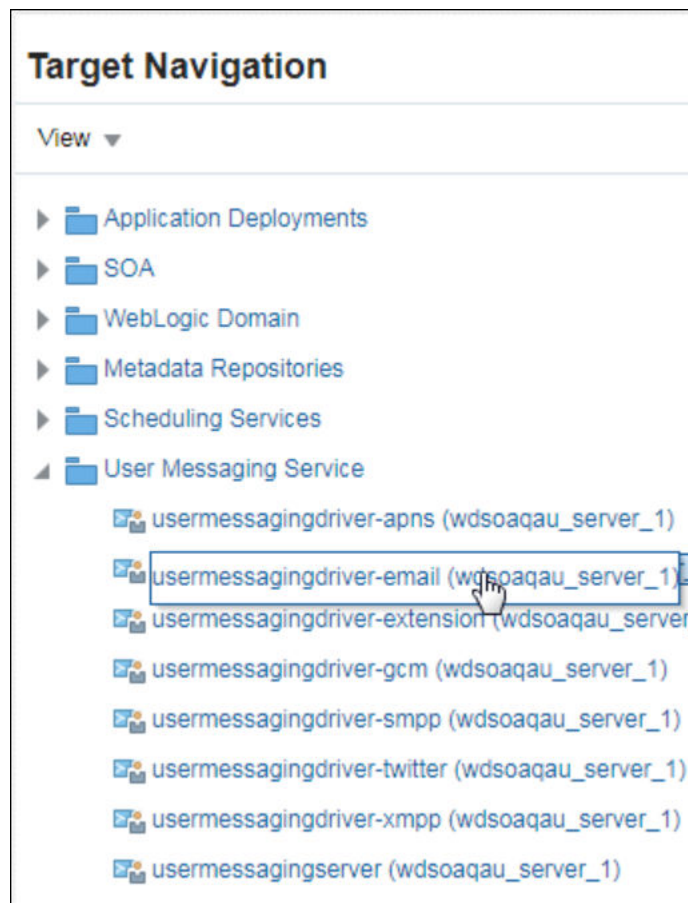 Target Navigation
View
Application Deployments
SOA
WebLogic Domain
Metadata Repositories
Scheduling Services
User Messaging Service
usermessagingdriver-apns (wdsoaqau_server_1)
usermessagingdriver-email (wdsoaqau_server_1)
usermessagingdriver-extension (wdsoaqau_server
usermessagingdriver-gcm (wdsoaqau_server_1)
usermessagingdriver-smpp (wdsoaqau_server_1)
usermessagingdriver-twitter (wdsoaqau_server_1)
usermessagingdriver-xmpp (wdsoaqau_server_1)
usermessagingserver (wdsoaqau_server_1)